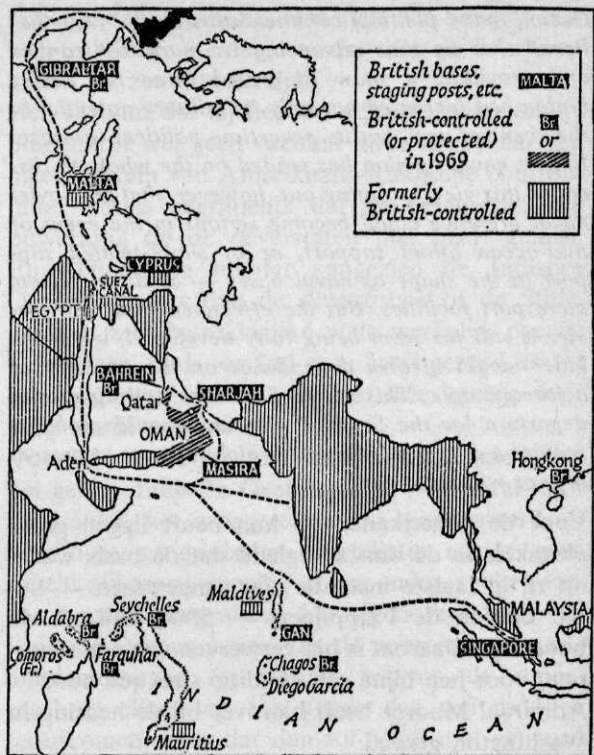 GIBRALTAR
Br.
British bases,
staging posts, etc.
MALTA
British-controlled
(or protected)
in 1969
Br.
or
Formerly
British-controlled
MALTA
CYPRUS
SUEZ
CANAL
EGYPT
BAHREIN
Br.
Qatar
SHARJAH
OMAN
MASIRA
Aden
Hongkong
Br.
Maldives
Seychelles
Br.
Aldabra
Br.
GAN
MALAYSIA
Comoros
(Fr.)
Farquhar
Br.
Chagos Br.
Diego Garcia
SINGAPORE
Mauritius
INDIAN OCEAN